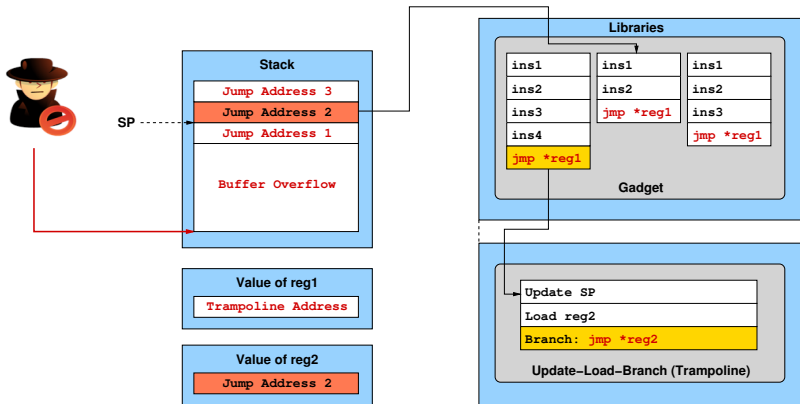 Stack
Jump Address 3
Jump Address 2
SP
Jump Address 1
Buffer Overflow
Value of reg1
Trampoline Address
Value of reg2
Jump Address 2
Libraries
ins1
ins2
ins3
ins4
jmp *reg1
ins1
ins2
jmp *reg1
ins1
ins2
ins3
jmp *reg1
Gadget
Update SP
Load reg2
Branch: jmp *reg2
Update−Load−Branch (Trampoline)